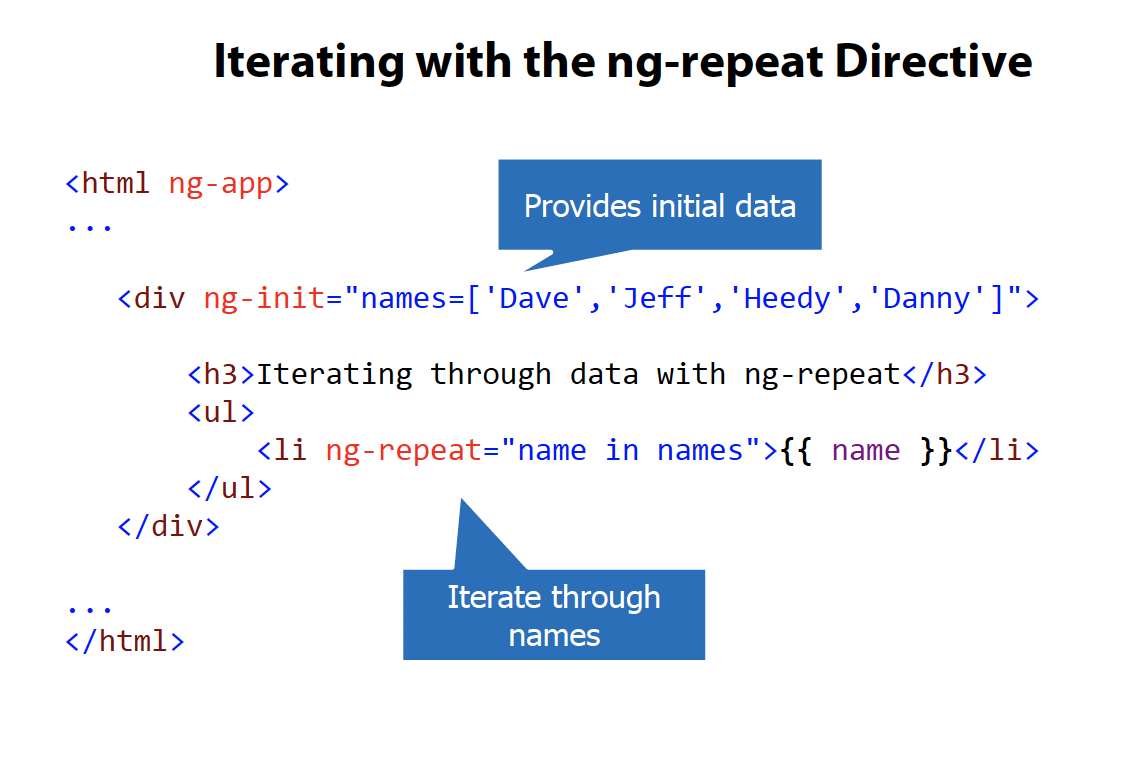 Iterating with the ng-repeat Directive
<html ng-app>
...
Provides initial data
<div ng-init="names=['Dave','Jeff','Heedy','Danny']">
<h3>Iterating through data with ng-repeat</h3>
<ul>
<li ng-repeat="name in names">{{ name }}</li>
</ul>
</div>
Iterate through
names
...
</html>